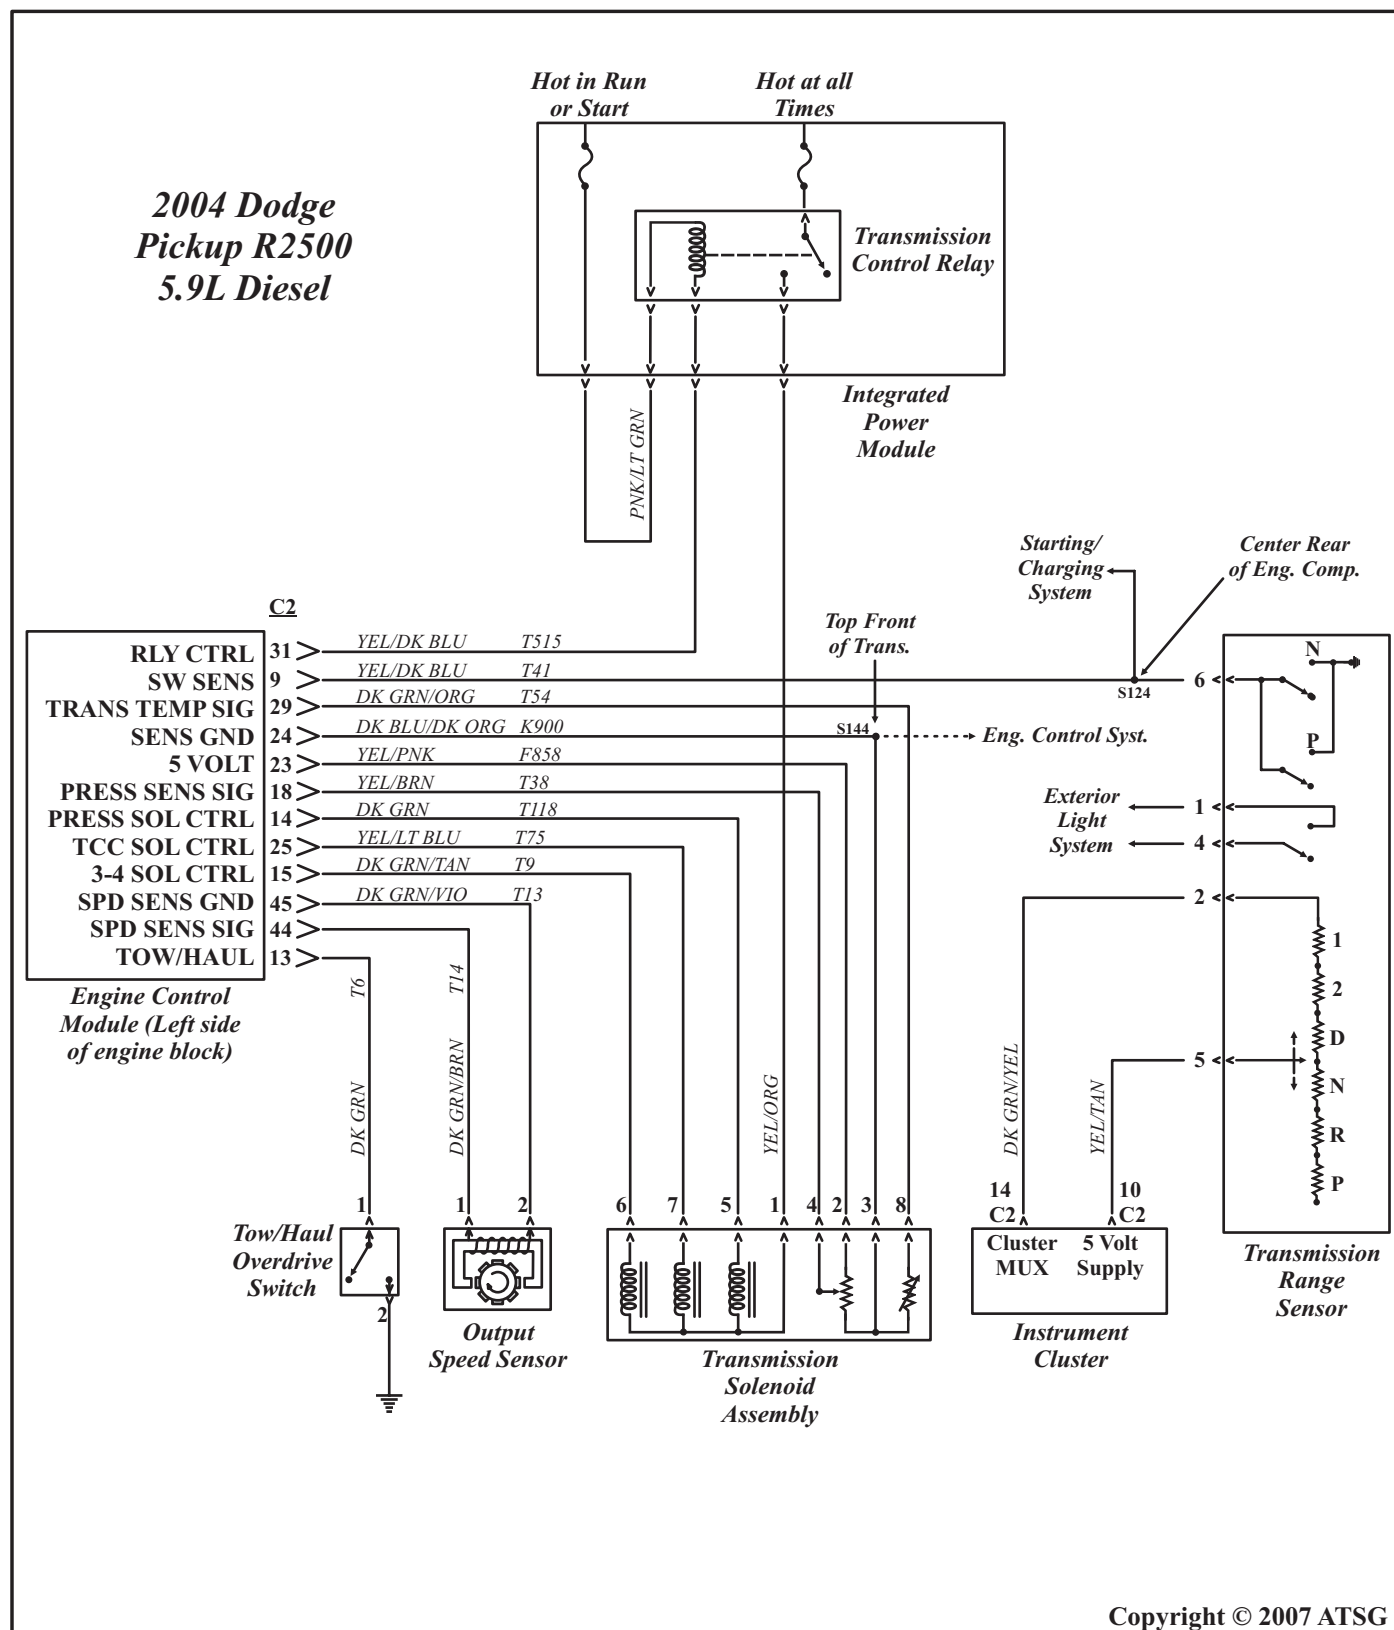 Hot in Run
or Start
Hot at all
Times
2004 Dodge
Pickup R2500
5.9L Diesel
Transmission
Control Relay
Integrated
Power
Module
PNK/LT GRN
Starting/
Charging
System
Center Rear
of Eng. Comp.
Top Front
of Trans.
C2
RLY CTRL 31 YEL/DK BLU T515
SW SENS 9 YEL/DK BLU T41
TRANS TEMP SIG 29 DK GRN/ORG T54
SENS GND 24 DK BLU/DK ORG K900
5 VOLT 23 YEL/PNK F858
PRESS SENS SIG 18 YEL/BRN T38
PRESS SOL CTRL 14 DK GRN T118
TCC SOL CTRL 25 YEL/LT BLU T75
3-4 SOL CTRL 15 DK GRN/TAN T9
SPD SENS GND 45 DK GRN/VIO T13
SPD SENS SIG 44
TOW/HAUL 13
Engine Control
Module (Left side
of engine block)
S144
Eng. Control Syst.
S124
6
N
P
Exterior
Light
System
1
4
2
5
1
2
D
N
R
P
Transmission
Range
Sensor
T6
DK GRN
T14
DK GRN/BRN
YEL/ORG
DK GRN/YEL
YEL/TAN
1
Tow/Haul
Overdrive
Switch
2
1 2
Output
Speed Sensor
6 7 5 1 4 2 3 8
Transmission
Solenoid
Assembly
14
C2
10
C2
Cluster
MUX
5 Volt
Supply
Instrument
Cluster
Copyright © 2007 ATSG